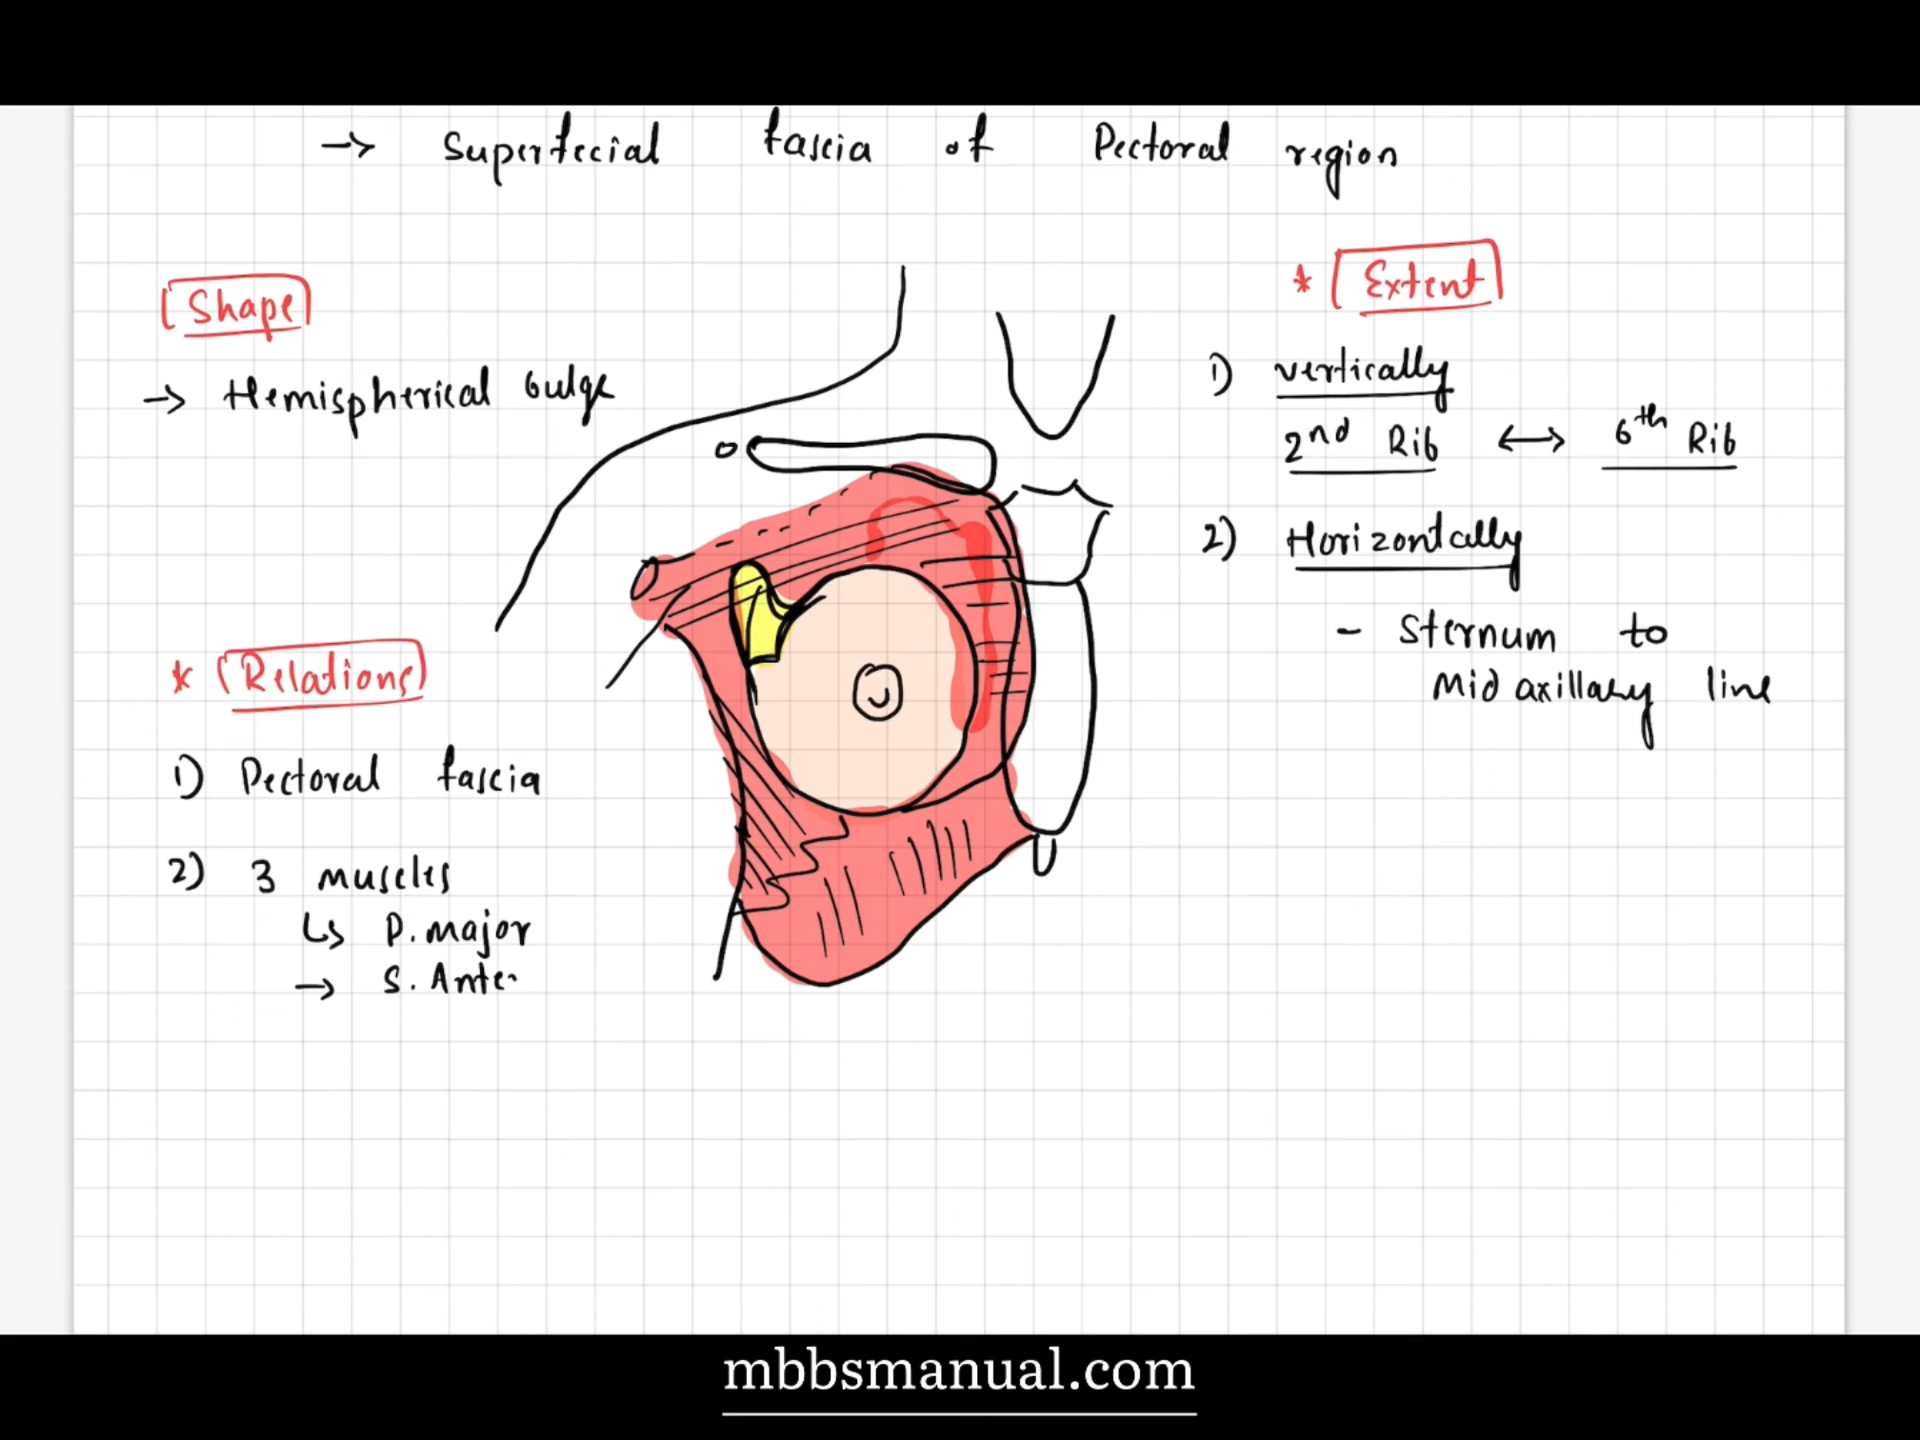 → Superfecial fascia of Pectoral region
Shape
→ Hemispherical bulge
* Relations
1) Pectoral fascia
2) 3 muscles
↳ P. major
→ S. Ante
* Extent
1) vertically
2nd Rib ↔ 6th Rib
2) Horizontally
- Sternum to
Mid axillary line
mbbsmanual.com